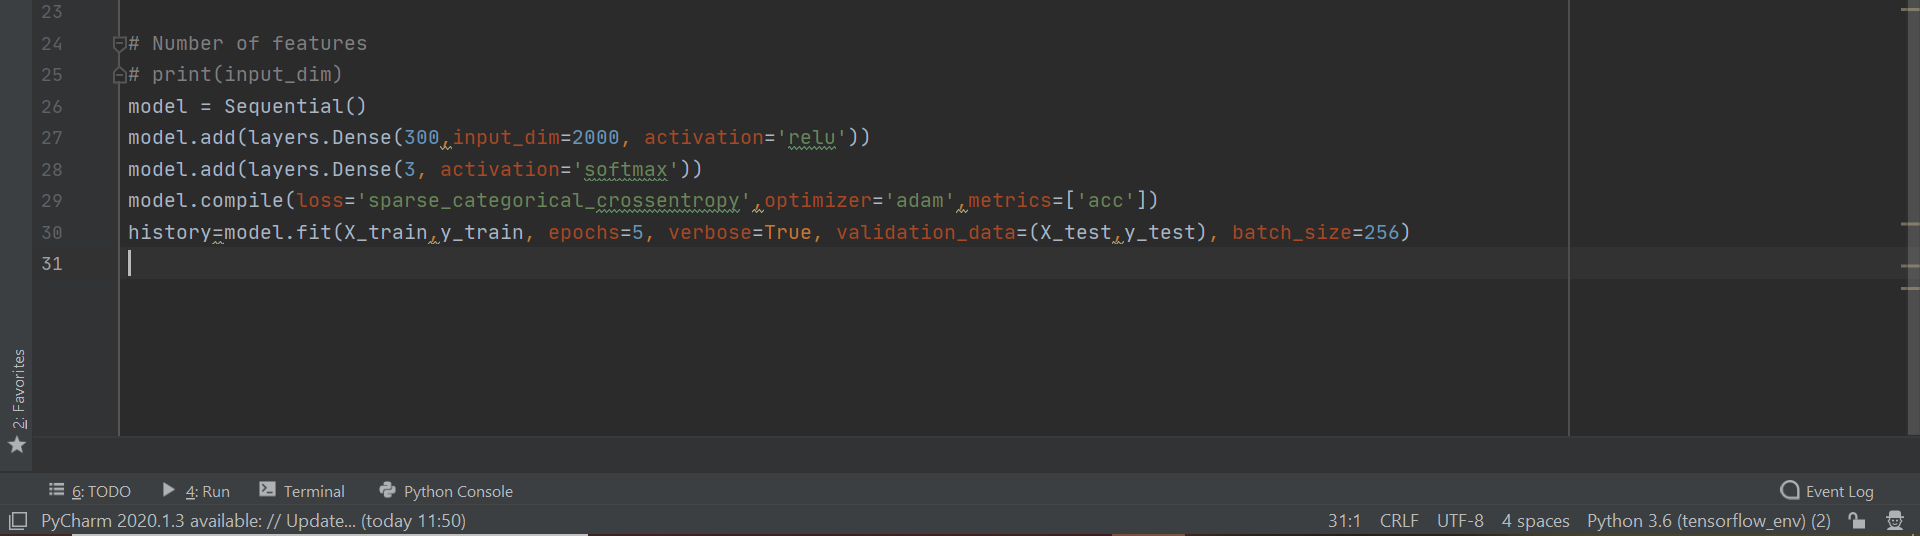 23
24 # Number of features
25 # print(input_dim)
26 model = Sequential()
27 model.add(layers.Dense(300,input_dim=2000, activation='relu'))
28 model.add(layers.Dense(3, activation='softmax'))
29 model.compile(loss='sparse_categorical_crossentropy',optimizer='adam',metrics=['acc'])
30 history=model.fit(X_train,y_train, epochs=5, verbose=True, validation_data=(X_test,y_test), batch_size=256)
31
2: Favorites
6: TODO 4: Run Terminal Python Console Event Log
PyCharm 2020.1.3 available: // Update... (today 11:50) 31:1 CRLF UTF-8 4 spaces Python 3.6 (tensorflow_env) (2)